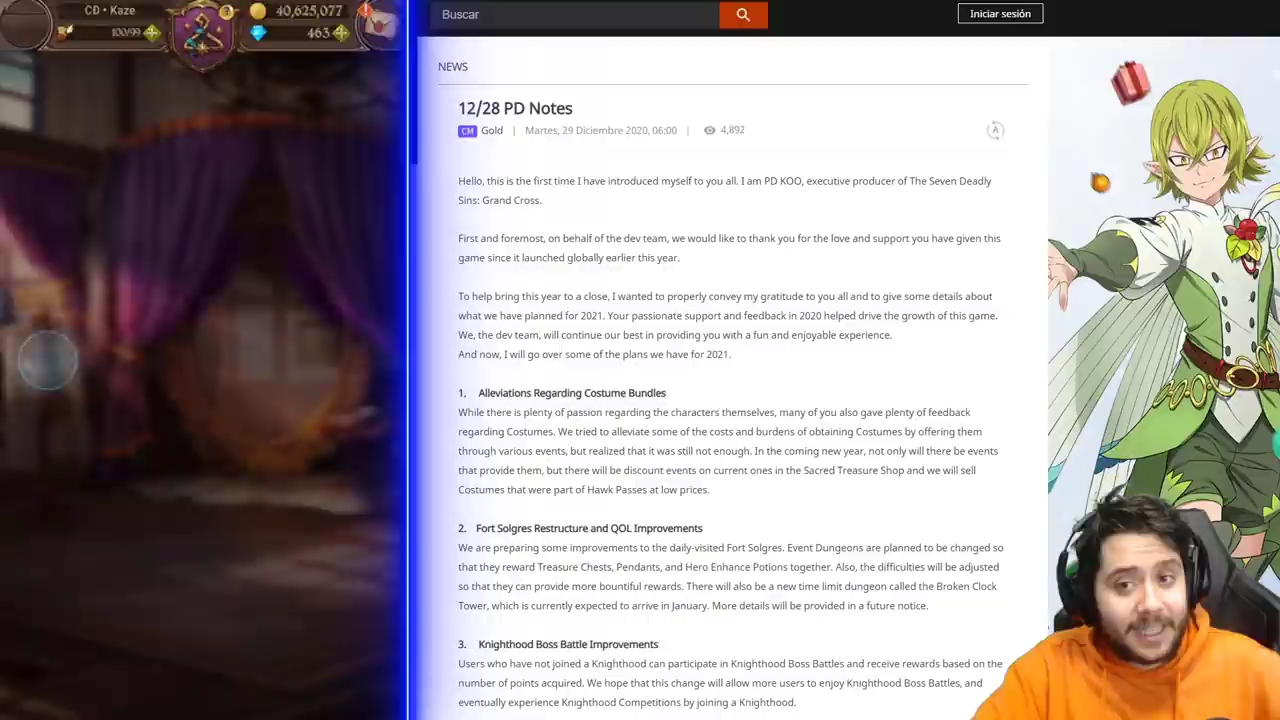 CĐ • Kaze
100/99
40,625,077
463
Buscar
Iniciar sesión
NEWS
12/28 PD Notes
CM Gold | Martes, 29 Diciembre 2020, 06:00 | 4,892
A
Hello, this is the first time I have introduced myself to you all. I am PD KOO, executive producer of The Seven Deadly
Sins: Grand Cross.
First and foremost, on behalf of the dev team, we would like to thank you for the love and support you have given this
game since it launched globally earlier this year.
To help bring this year to a close, I wanted to properly convey my gratitude to you all and to give some details about
what we have planned for 2021. Your passionate support and feedback in 2020 helped drive the growth of this game.
We, the dev team, will continue our best in providing you with a fun and enjoyable experience.
And now, I will go over some of the plans we have for 2021.
1. Alleviations Regarding Costume Bundles
While there is plenty of passion regarding the characters themselves, many of you also gave plenty of feedback
regarding Costumes. We tried to alleviate some of the costs and burdens of obtaining Costumes by offering them
through various events, but realized that it was still not enough. In the coming new year, not only will there be events
that provide them, but there will be discount events on current ones in the Sacred Treasure Shop and we will sell
Costumes that were part of Hawk Passes at low prices.
2. Fort Solgres Restructure and QOL Improvements
We are preparing some improvements to the daily-visited Fort Solgres. Event Dungeons are planned to be changed so
that they reward Treasure Chests, Pendants, and Hero Enhance Potions together. Also, the difficulties will be adjusted
so that they can provide more bountiful rewards. There will also be a new time limit dungeon called the Broken Clock
Tower, which is currently expected to arrive in January. More details will be provided in a future notice.
3. Knighthood Boss Battle Improvements
Users who have not joined a Knighthood can participate in Knighthood Boss Battles and receive rewards based on the
number of points acquired. We hope that this change will allow more users to enjoy Knighthood Boss Battles, and
eventually experience Knighthood Competitions by joining a Knighthood.